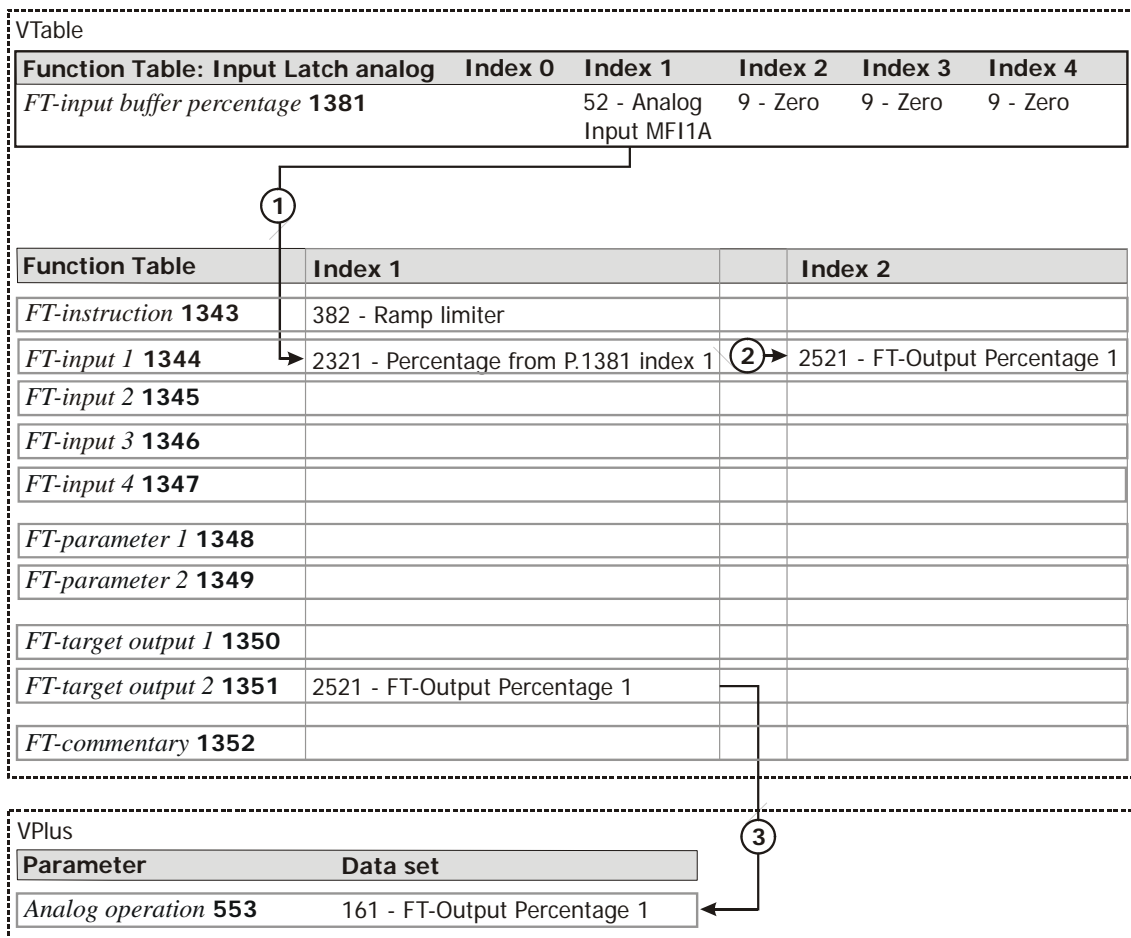 VTable
Function Table: Input Latch analog Index 0 Index 1 Index 2 Index 3 Index 4
FT-input buffer percentage 1381 52 - Analog Input MFI1A 9 - Zero 9 - Zero 9 - Zero
1
Function Table Index 1 Index 2
FT-instruction 1343 382 - Ramp limiter
FT-input 1 1344 2321 - Percentage from P.1381 index 1 2 2521 - FT-Output Percentage 1
FT-input 2 1345
FT-input 3 1346
FT-input 4 1347
FT-parameter 1 1348
FT-parameter 2 1349
FT-target output 1 1350
FT-target output 2 1351 2521 - FT-Output Percentage 1
FT-commentary 1352
3
VPlus
Parameter Data set
Analog operation 553 161 - FT-Output Percentage 1